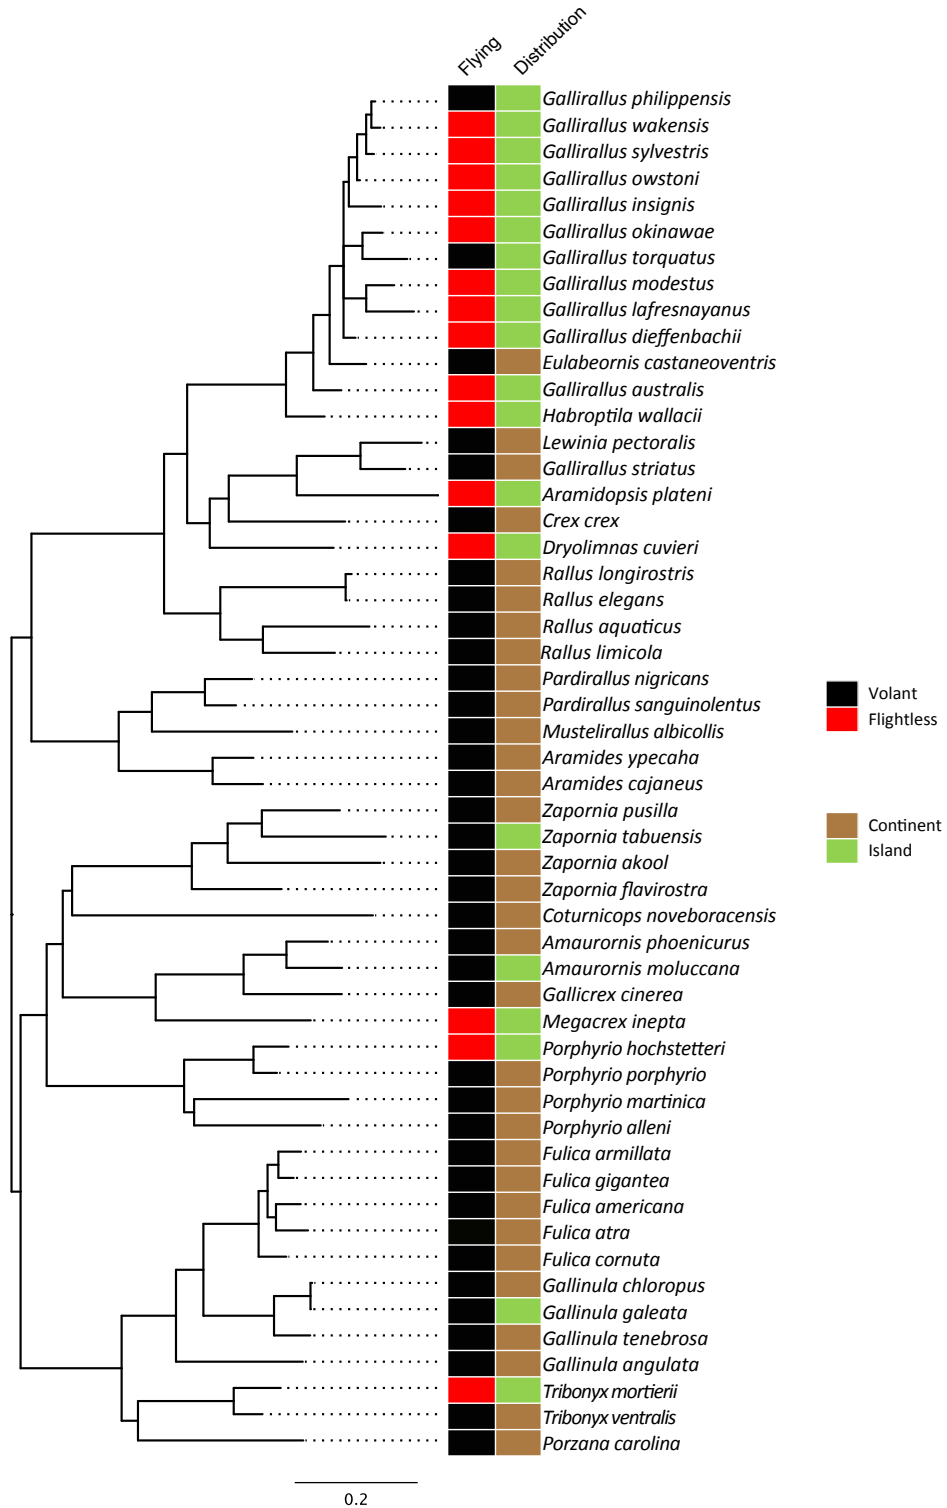 Flying Distribution
Gallirallus philippensis
Gallirallus wakensis
Gallirallus sylvestris
Gallirallus owstoni
Gallirallus insignis
Gallirallus okinawae
Gallirallus torquatus
Gallirallus modestus
Gallirallus lafresnayanus
Gallirallus dieffenbachii
Eulabeornis castaneoventris
Gallirallus australis
Habroptila wallacii
Lewinia pectoralis
Gallirallus striatus
Aramidopsis plateni
Crex crex
Dryolimnas cuvieri
Rallus longirostris
Rallus elegans
Rallus aquaticus
Rallus limicola
Pardirallus nigricans
Pardirallus sanguinolentus
Mustelirallus albicollis
Aramides ypecaha
Aramides cajaneus
Zapornia pusilla
Zapornia tabuensis
Zapornia akool
Zapornia flavirostra
Coturnicops noveboracensis
Amaurornis phoenicurus
Amaurornis moluccana
Gallicrex cinerea
Megacrex inepta
Porphyrio hochstetteri
Porphyrio porphyrio
Porphyrio martinica
Porphyrio alleni
Fulica armillata
Fulica gigantea
Fulica americana
Fulica atra
Fulica cornuta
Gallinula chloropus
Gallinula galeata
Gallinula tenebrosa
Gallinula angulata
Tribonyx mortierii
Tribonyx ventralis
Porzana carolina
Volant
Flightless
Continent
Island
0.2